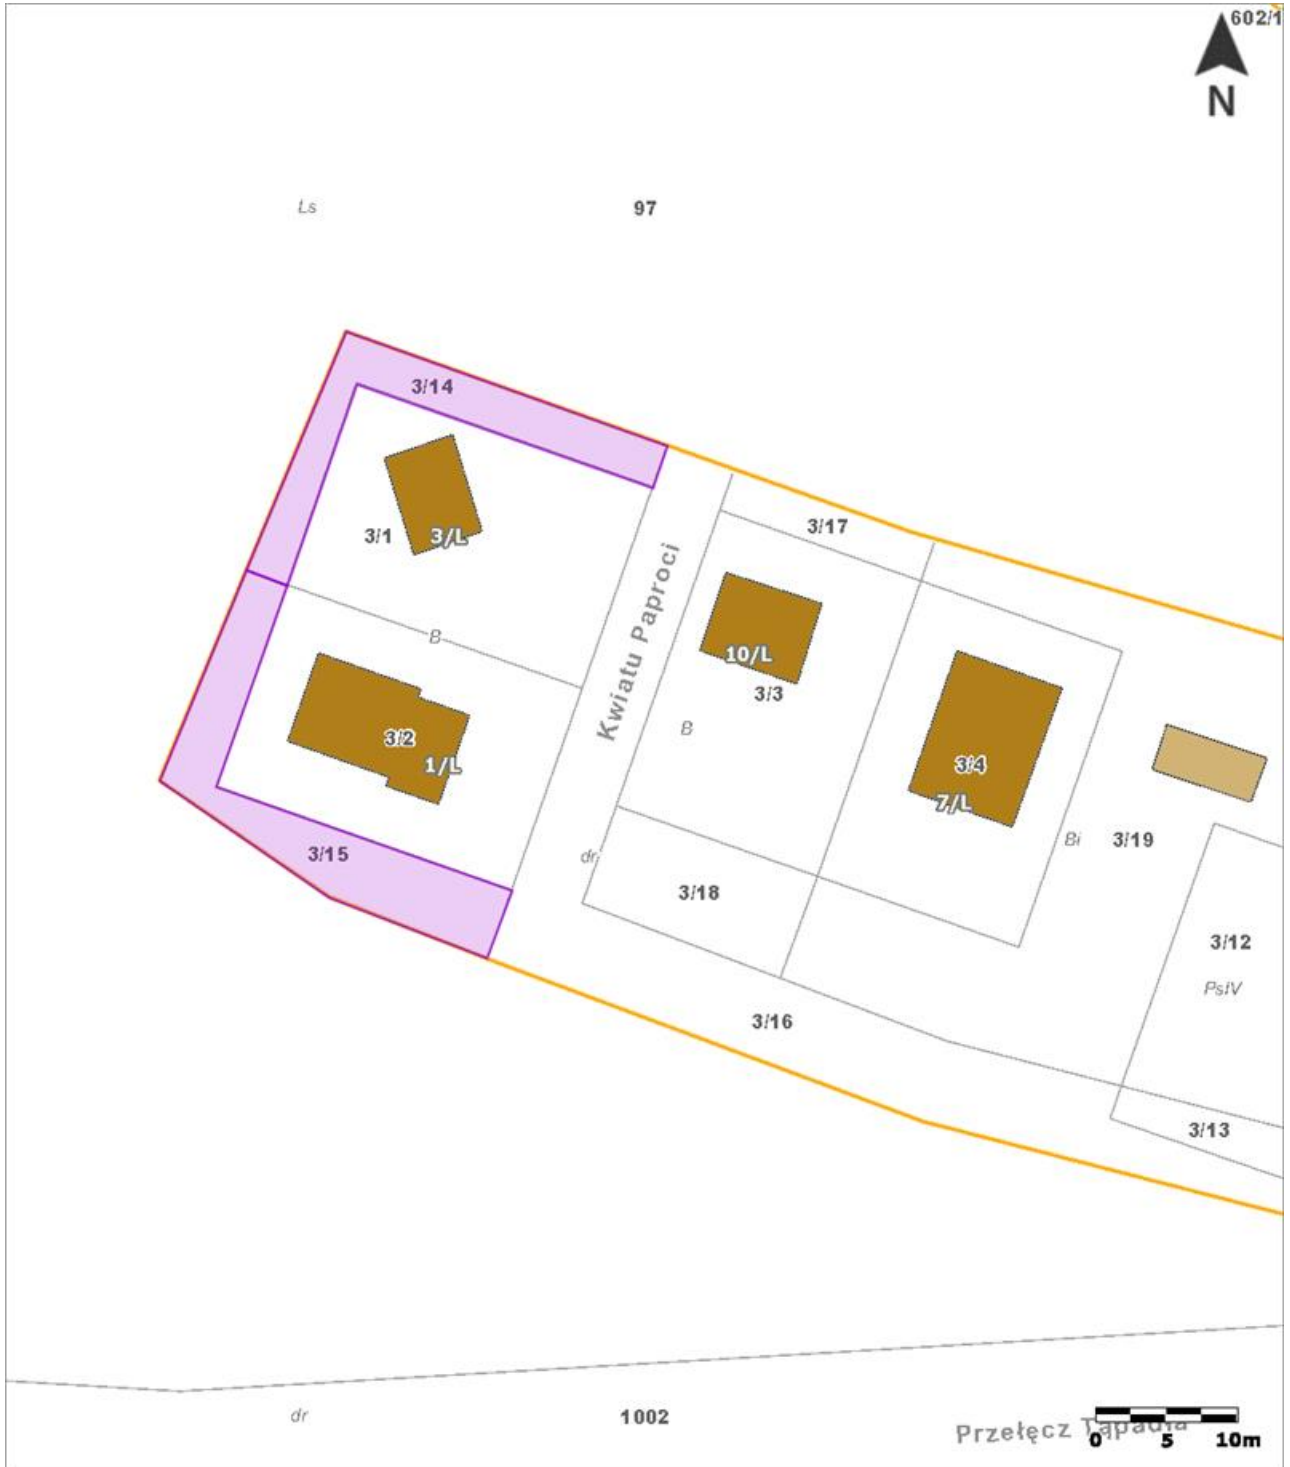 602/1
N
Ls
97
3/14
3/1
3/L
3/17
Kwiatu Paproci
B
10/L
3/3
3/2
1/L
B
3/4
7/L
Bi
3/19
3/15
dr
3/18
3/12
PsIV
3/16
3/13
dr
1002
Przełęcz Tąpadła
0 5 10m